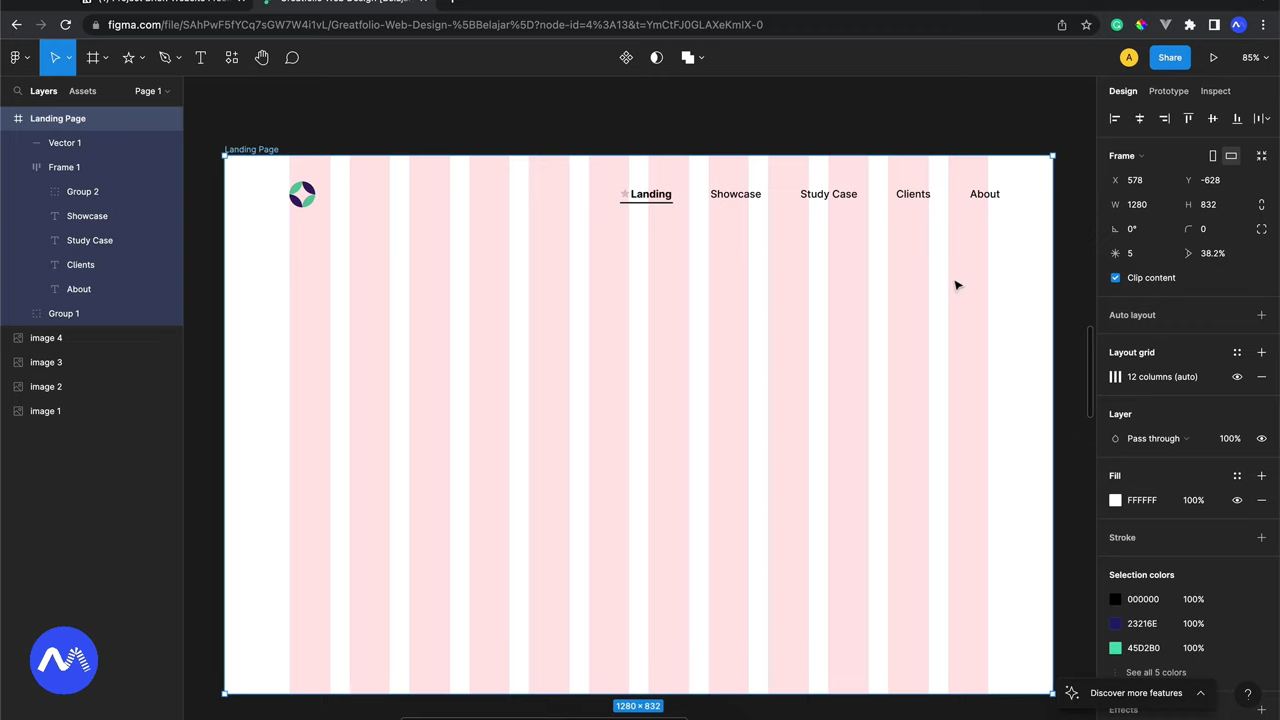 figma.com/file/SAhPwF5fYCq7sGW7W4i1vL/Greatfolio-Web-Design-%5BBelajar%5D?node-id=4%3A13&t=YmCtFJ0GLAXeKmIX-0
A
Share
85%
Layers
Assets
Page 1
Design
Prototype
Inspect
Landing Page
Vector 1
Frame 1
Group 2
Showcase
Study Case
Clients
About
Group 1
image 4
image 3
image 2
image 1
Landing Page
Landing
Showcase
Study Case
Clients
About
1280 × 832
Frame
X 578
Y -628
W 1280
H 832
0°
0
5
38.2%
Clip content
Auto layout
Layout grid
12 columns (auto)
Layer
Pass through
100%
Fill
FFFFFF
100%
Stroke
Selection colors
000000
100%
23216E
100%
45D2B0
100%
See all 5 colors
Discover more features
?
Effects